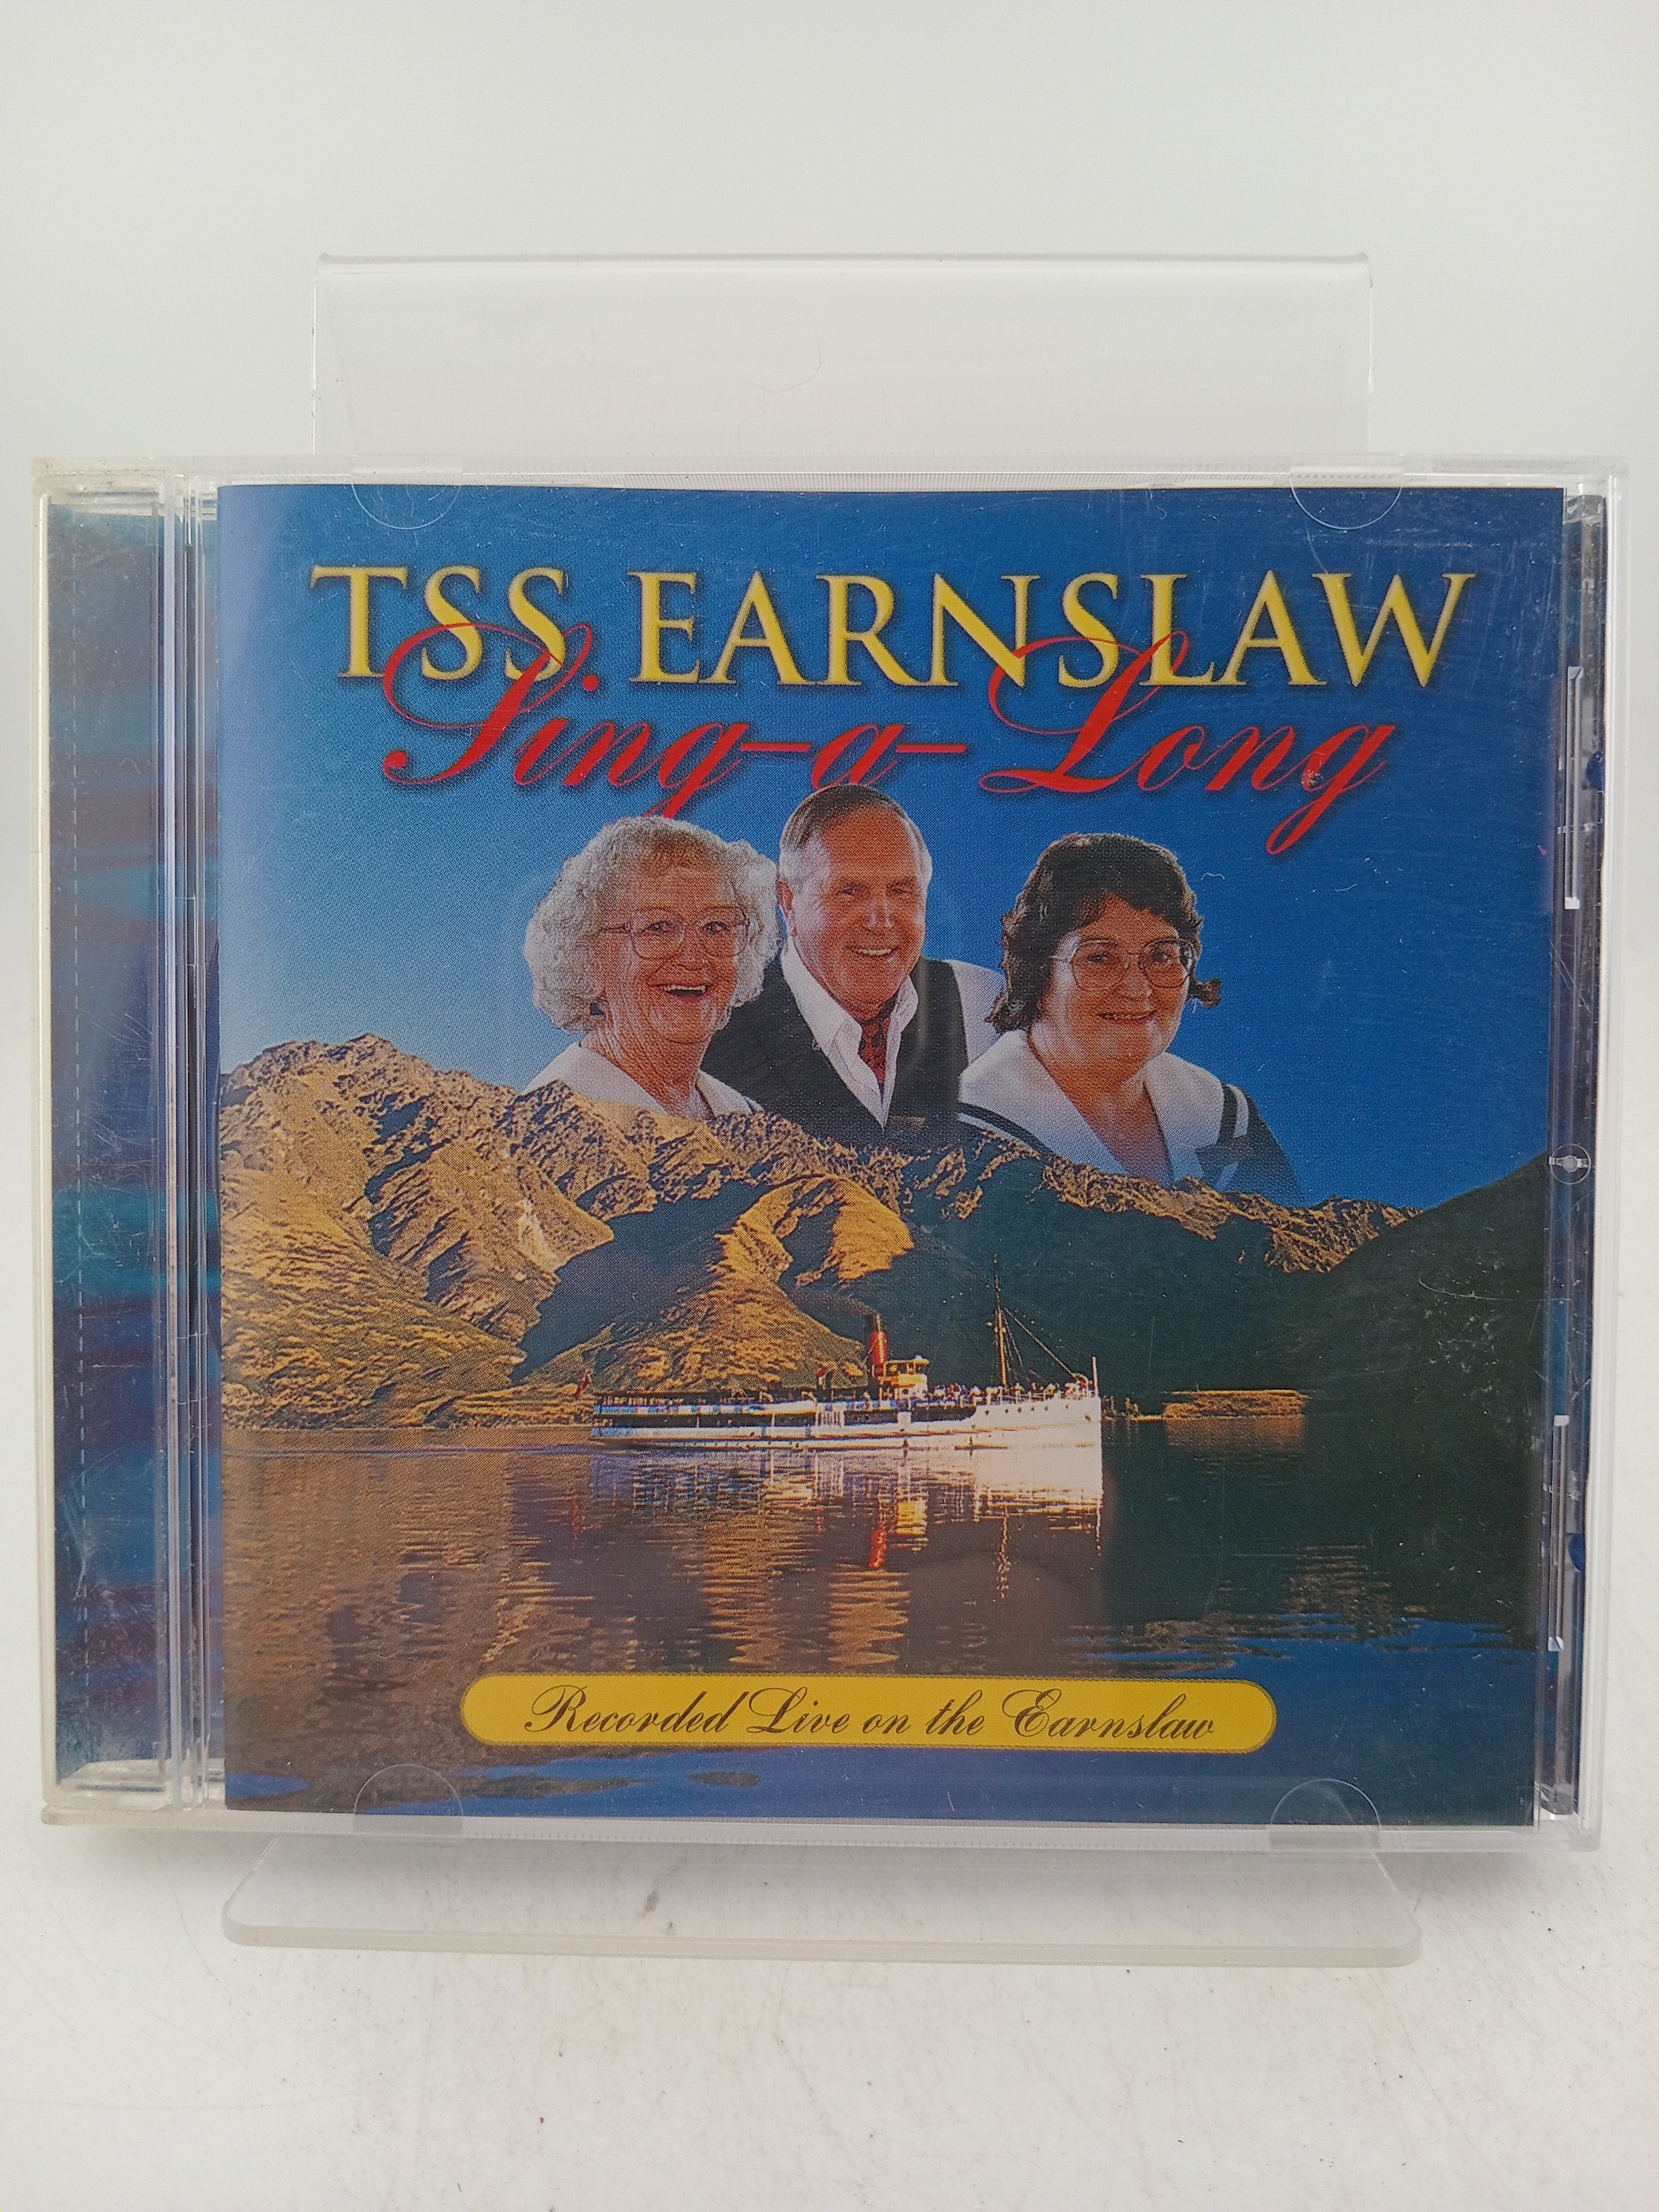 TSS EARNSLAW
Sing-a-Long
Recorded Live on the Earnslaw